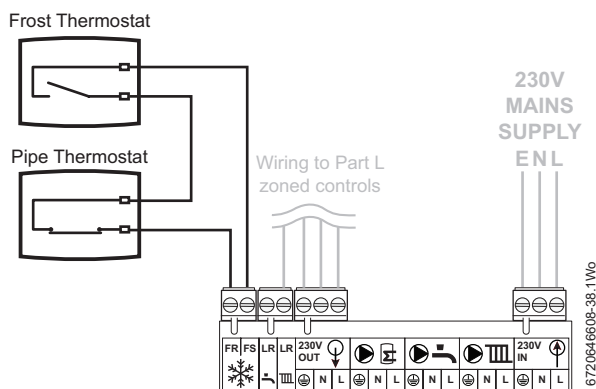 Frost Thermostat
230V
MAINS
SUPPLY
E N L
Pipe Thermostat
Wiring to Part L
zoned controls
FR FS LR LR 230V OUT 230V IN
N L N L N L N L N L
6720646608-38.1Wo